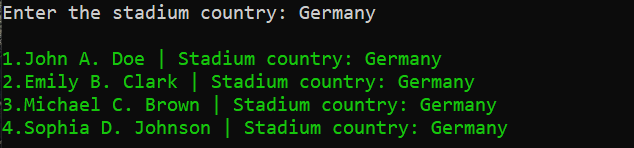 Enter the stadium country: Germany
1.John A. Doe | Stadium country: Germany
2.Emily B. Clark | Stadium country: Germany
3.Michael C. Brown | Stadium country: Germany
4.Sophia D. Johnson | Stadium country: Germany